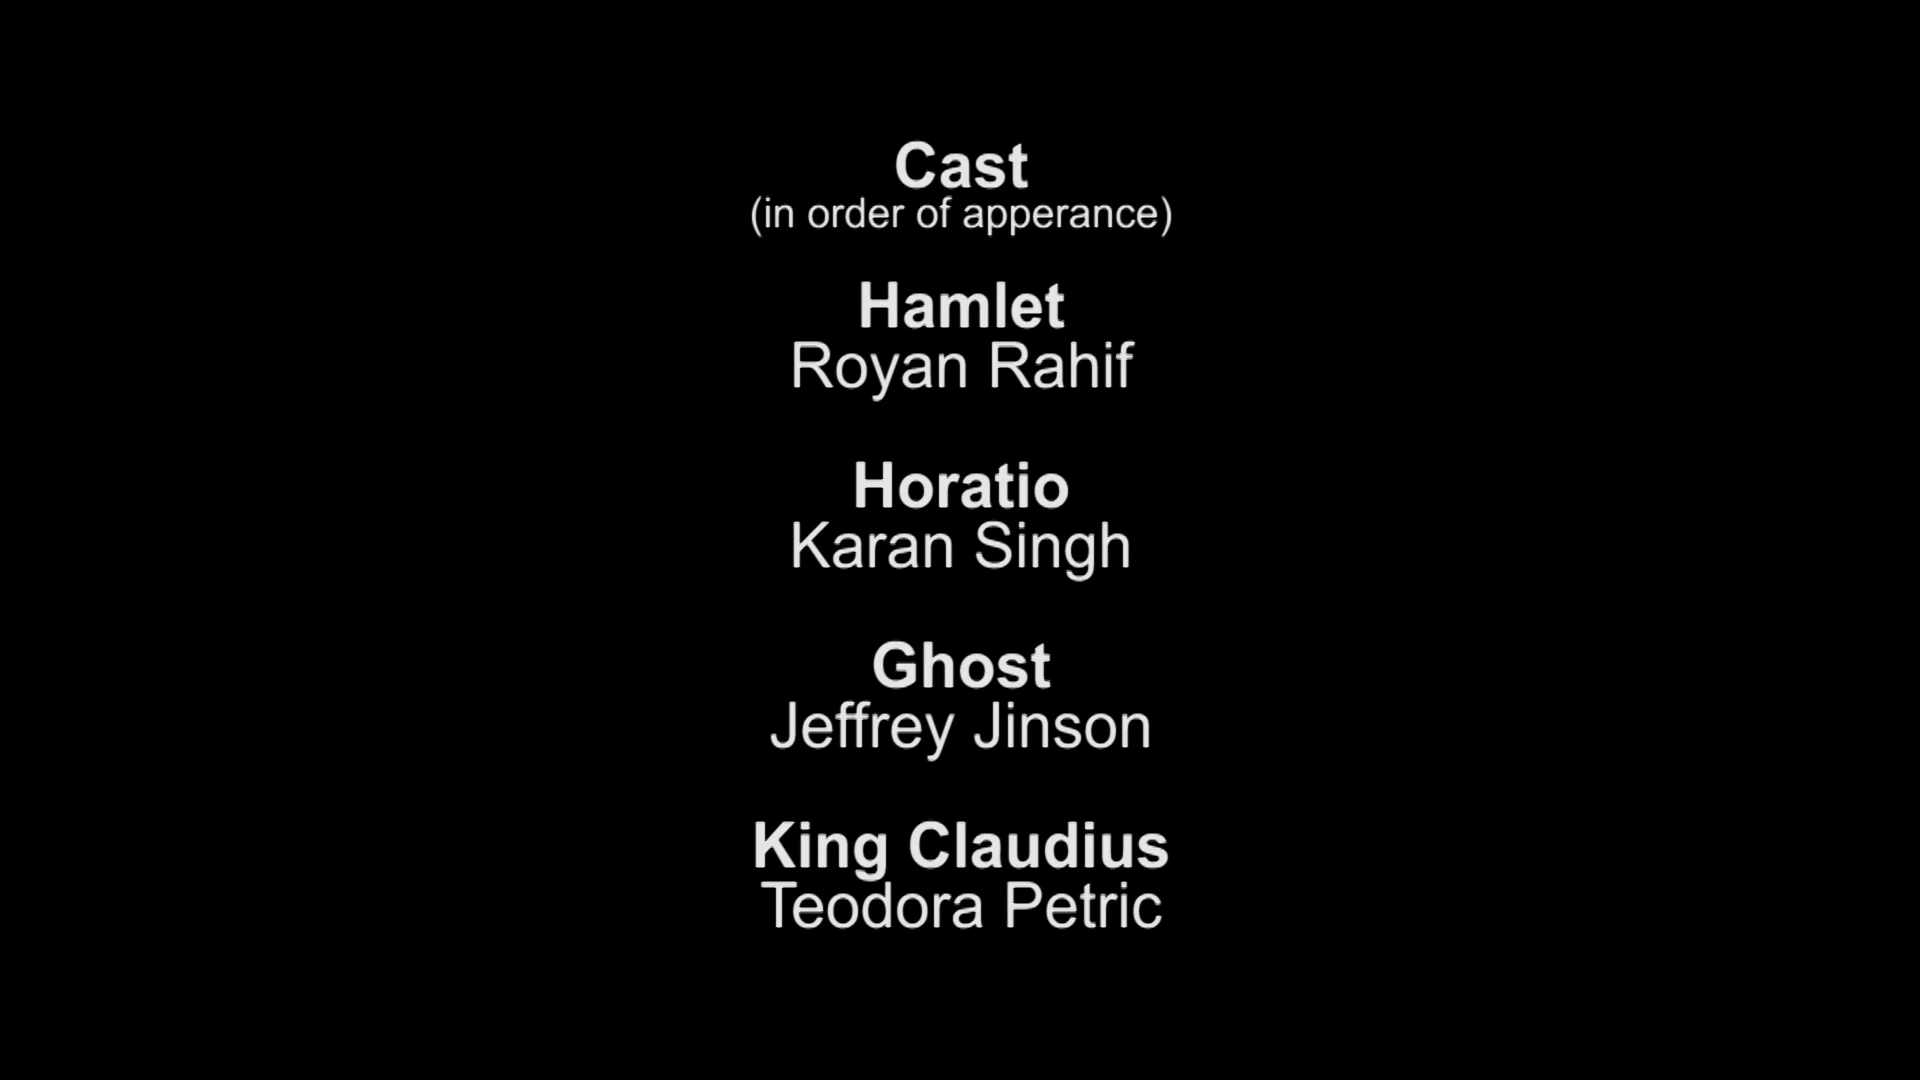 Cast
(in order of apperance)
Hamlet
Royan Rahif
Horatio
Karan Singh
Ghost
Jeffrey Jinson
King Claudius
Teodora Petric